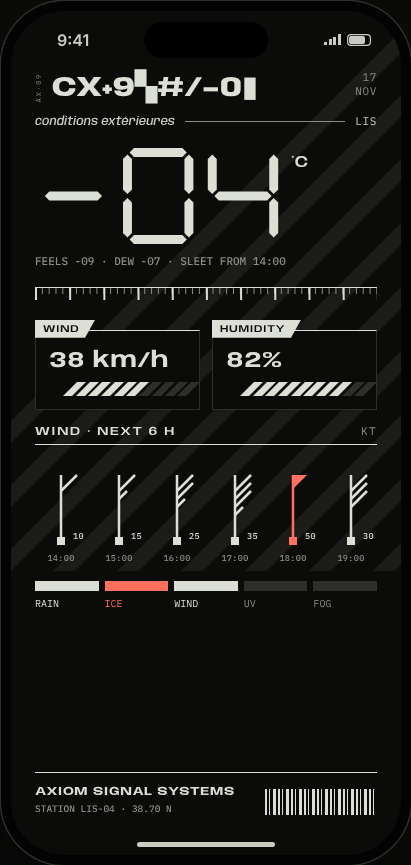 9:41
AX-09
CX+9▚#/-0▮
17
NOV
conditions extérieures
LIS
-04
°C
FEELS -09 · DEW -07 · SLEET FROM 14:00
WIND
38 km/h
HUMIDITY
82%
WIND · NEXT 6 H
KT
10
15
25
35
50
30
14:00
15:00
16:00
17:00
18:00
19:00
RAIN
ICE
WIND
UV
FOG
AXIOM SIGNAL SYSTEMS
STATION LIS-04 · 38.70 N